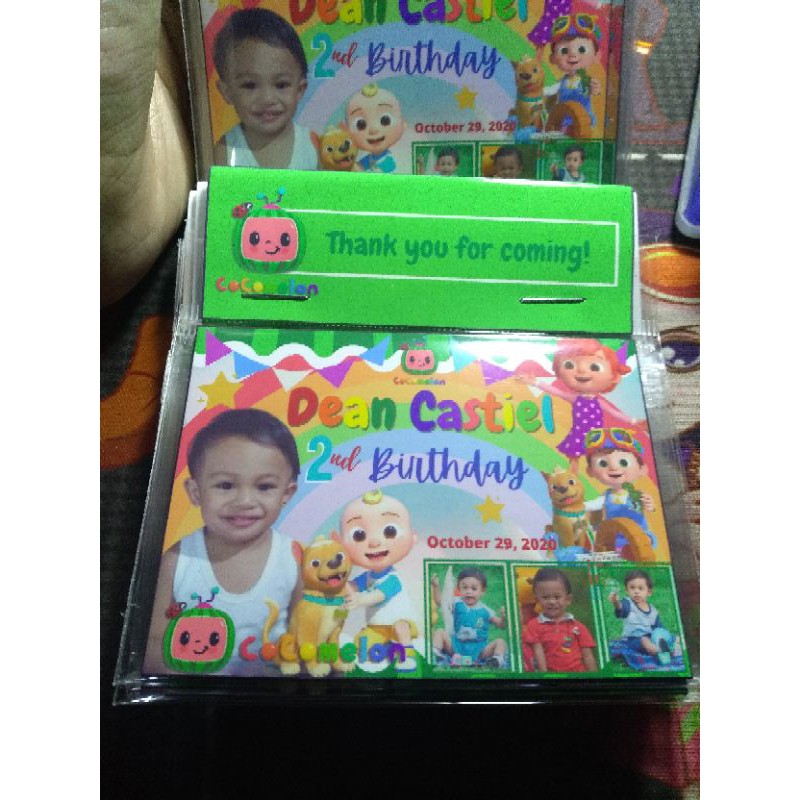 Dean Castiel
2nd Birthday
October 29, 2020
Thank you for coming!
CoComelon
CoComelon
Dean Castiel
2nd Birthday
October 29, 2020
CoComelon